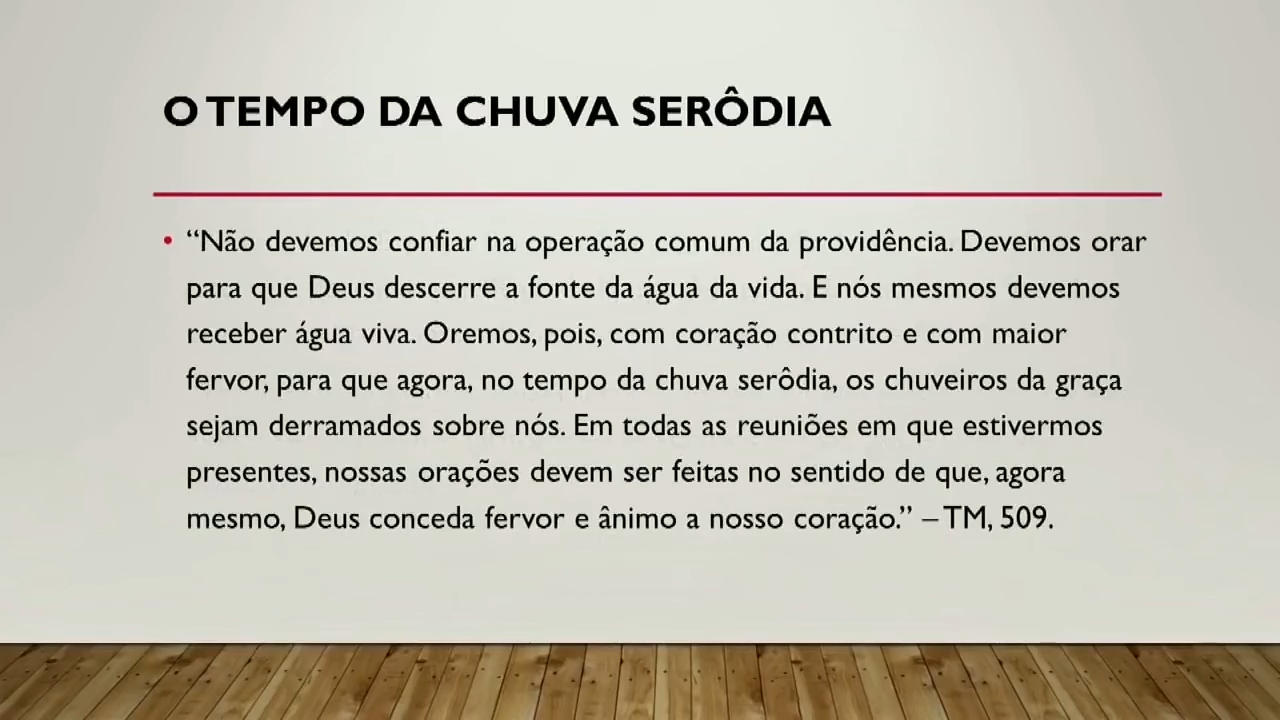 O TEMPO DA CHUVA SERÔDIA
• “Não devemos confiar na operação comum da providência. Devemos orar
para que Deus descerre a fonte da água da vida. E nós mesmos devemos
receber água viva. Oremos, pois, com coração contrito e com maior
fervor, para que agora, no tempo da chuva serôdia, os chuveiros da graça
sejam derramados sobre nós. Em todas as reuniões em que estivermos
presentes, nossas orações devem ser feitas no sentido de que, agora
mesmo, Deus conceda fervor e ânimo a nosso coração.” – TM, 509.